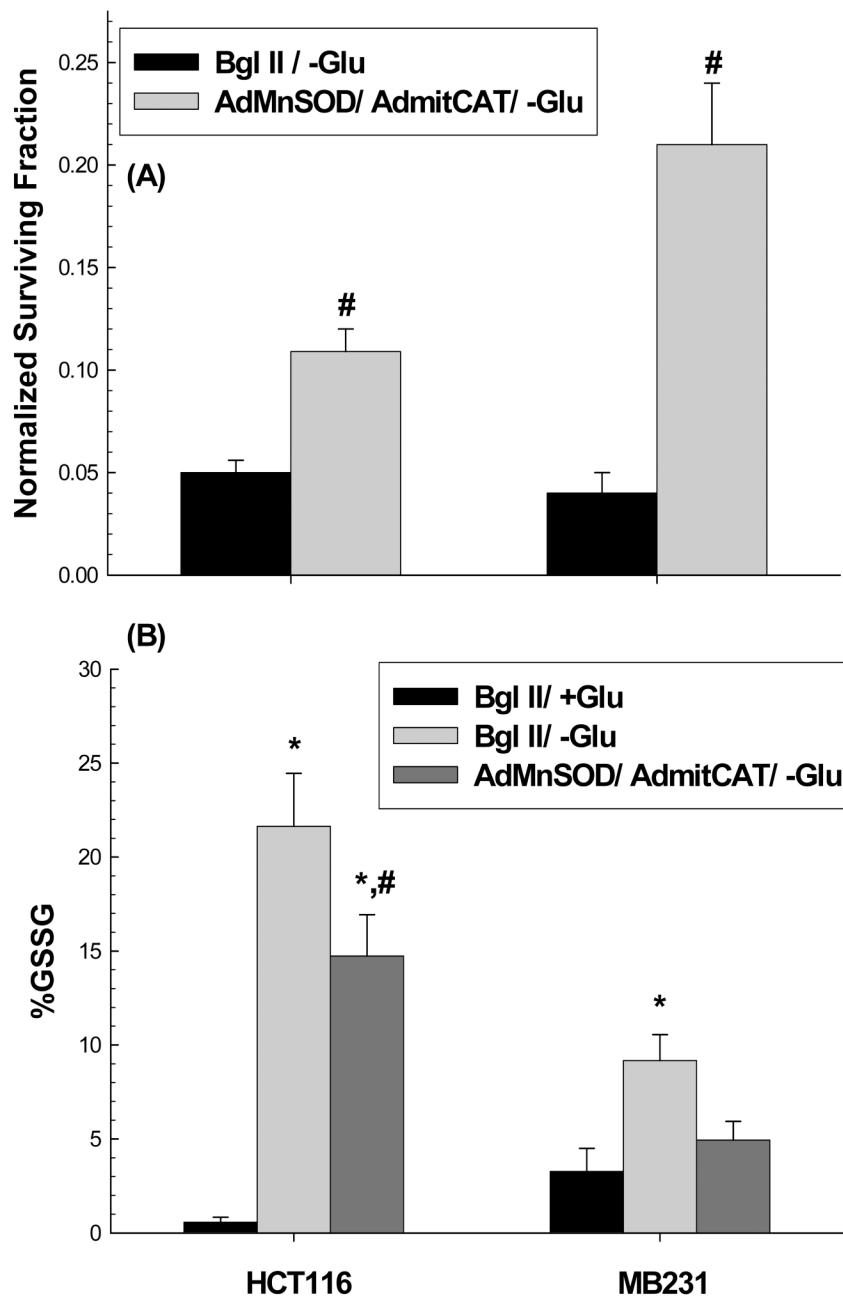 Bgl II / -Glu
AdMnSOD/ AdmitCAT/ -Glu
(A)
Normalized Surviving Fraction
0.25
0.20
0.15
0.10
0.05
0.00
#
#
(B)
Bgl II/ +Glu
Bgl II/ -Glu
AdMnSOD/ AdmitCAT/ -Glu
%GSSG
30
25
20
15
10
5
0
*
*,#
*
HCT116
MB231